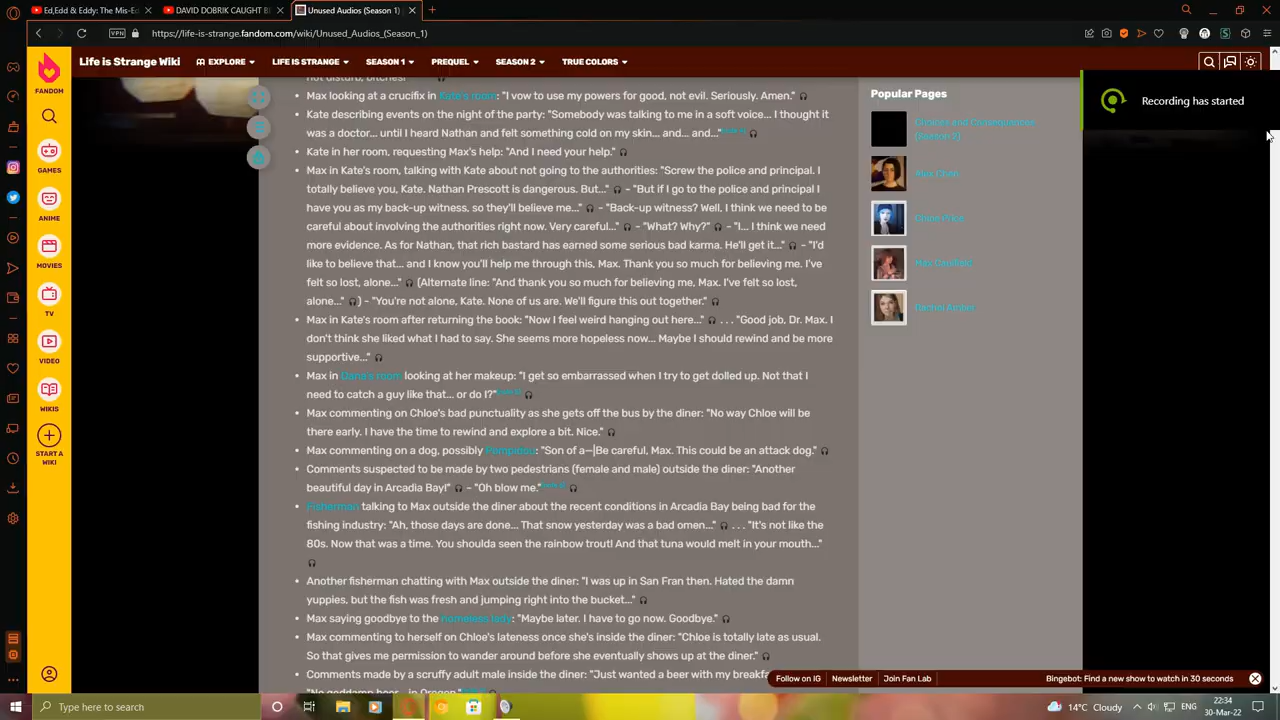 Ed,Edd & Eddy: The Mis-Ed
DAVID DOBRIK CAUGHT
Unused Audios (Season 1)
VPN
https://life-is-strange.fandom.com/wiki/Unused_Audios_(Season_1)
FANDOM
Life is Strange Wiki
EXPLORE
LIFE IS STRANGE
SEASON 1
PREQUEL
SEASON 2
TRUE COLORS
GAMES
ANIME
MOVIES
TV
VIDEO
WIKIS
START A
WIKI
not disturb, bitches!"
Max looking at a crucifix in Kate's room: "I vow to use my powers for good, not evil. Seriously. Amen."
Kate describing events on the night of the party: "Somebody was talking to me in a soft voice... I thought it
was a doctor... until I heard Nathan and felt something cold on my skin... and... and..."
Kate in her room, requesting Max's help: "And I need your help."
Max in Kate's room, talking with Kate about not going to the authorities: "Screw the police and principal. I
totally believe you, Kate. Nathan Prescott is dangerous. But..." - "But if I go to the police and principal I
have you as my back-up witness, so they'll believe me..." - "Back-up witness? Well, I think we need to be
careful about involving the authorities right now. Very careful..." - "What? Why?" - "I... I think we need
more evidence. As for Nathan, that rich bastard has earned some serious bad karma. He'll get it..." - "I'd
like to believe that... and I know you'll help me through this, Max. Thank you so much for believing me. I've
felt so lost, alone..." (Alternate line: "And thank you so much for believing me, Max. I've felt so lost,
alone..." ) - "You're not alone, Kate. None of us are. We'll figure this out together."
Max in Kate's room after returning the book: "Now I feel weird hanging out here..." . . . "Good job, Dr. Max. I
don't think she liked what I had to say. She seems more hopeless now... Maybe I should rewind and be more
supportive..."
Max in Dana's room looking at her makeup: "I get so embarrassed when I try to get dolled up. Not that I
need to catch a guy like that... or do I?"
Max commenting on Chloe's bad punctuality as she gets off the bus by the diner: "No way Chloe will be
there early. I have the time to rewind and explore a bit. Nice."
Max commenting on a dog, possibly Pompidou: "Son of a—|Be careful, Max. This could be an attack dog."
Comments suspected to be made by two pedestrians (female and male) outside the diner: "Another
beautiful day in Arcadia Bay!" - "Oh blow me."
Fisherman talking to Max outside the diner about the recent conditions in Arcadia Bay being bad for the
fishing industry: "Ah, those days are done... That snow yesterday was a bad omen..." . . . "It's not like the
80s. Now that was a time. You shoulda seen the rainbow trout! And that tuna would melt in your mouth..."
Another fisherman chatting with Max outside the diner: "I was up in San Fran then. Hated the damn
yuppies, but the fish was fresh and jumping right into the bucket..."
Max saying goodbye to the homeless lady: "Maybe later. I have to go now. Goodbye."
Max commenting to herself on Chloe's lateness once she's inside the diner: "Chloe is totally late as usual.
So that gives me permission to wander around before she eventually shows up at the diner."
Comments made by a scruffy adult male inside the diner: "Just wanted a beer with my breakfa
"No goddamn beer... in Oregon."
Popular Pages
Choices and Consequences
(Season 2)
Alex Chen
Chloe Price
Max Caulfield
Rachel Amber
Recording has started
Follow on IG
Newsletter
Join Fan Lab
Bingebot: Find a new show to watch in 30 seconds
Type here to search
14°C Cloudy
22:34
30-Mar-22